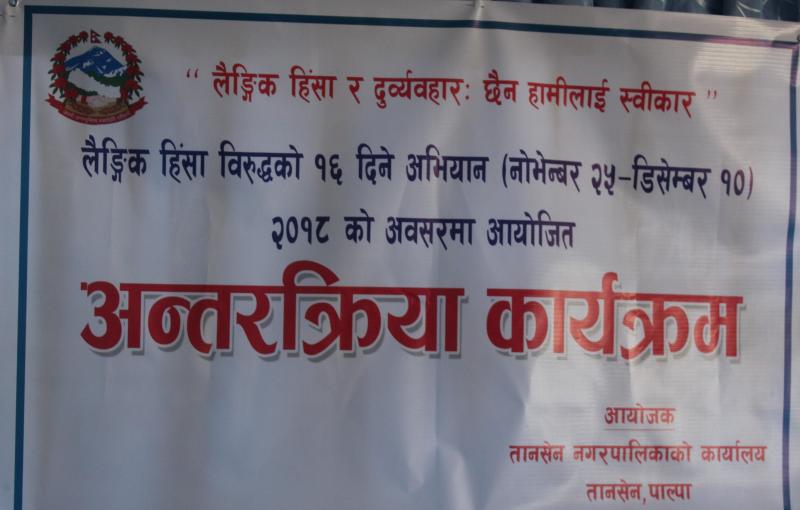 “ लैङ्गिक हिंसा र दुर्व्यवहारः छैन हामीलाई स्वीकार ”
लैङ्गिक हिंसा विरुद्धको १६ दिने अभियान (नोभेन्बर २५-डिसेम्बर १०)
२०१८ को अवसरमा आयोजित
अन्तरक्रिया कार्यक्रम
आयोजक
तानसेन नगरपालिकाको कार्यालय
तानसेन, पाल्पा